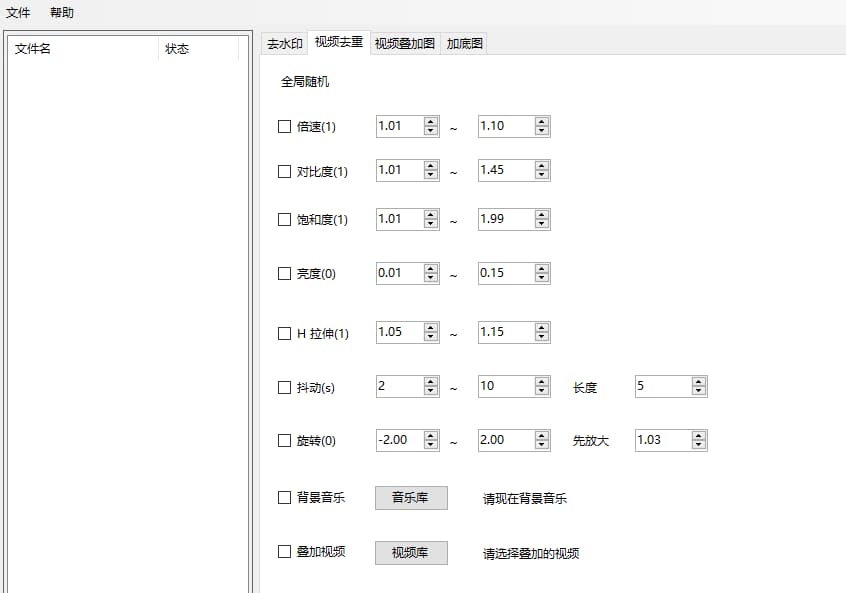 文件 帮助
文件名 状态
去水印 视频去重 视频叠加图 加底图
全局随机
倍速(1) 1.01 ~ 1.10
对比度(1) 1.01 ~ 1.45
饱和度(1) 1.01 ~ 1.99
亮度(0) 0.01 ~ 0.15
H 拉伸(1) 1.05 ~ 1.15
抖动(s) 2 ~ 10 长度 5
旋转(0) -2.00 ~ 2.00 先放大 1.03
背景音乐 音乐库 请现在背景音乐
叠加视频 视频库 请选择叠加的视频